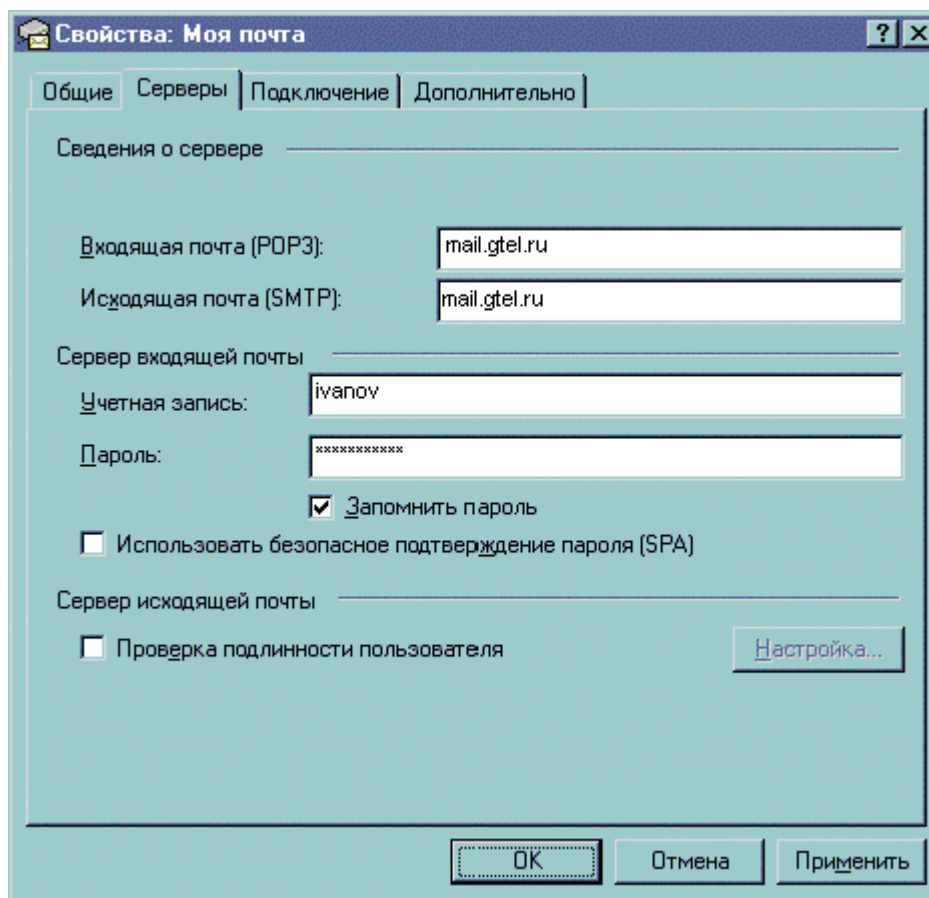 Свойства: Моя почта
Общие Серверы Подключение Дополнительно
Сведения о сервере
Входящая почта (POP3): mail.gtel.ru
Исходящая почта (SMTP): mail.gtel.ru
Сервер входящей почты
Учетная запись: ivanov
Пароль: ***********
Запомнить пароль
Использовать безопасное подтверждение пароля (SPA)
Сервер исходящей почты
Проверка подлинности пользователя Настройка...
OK Отмена Применить